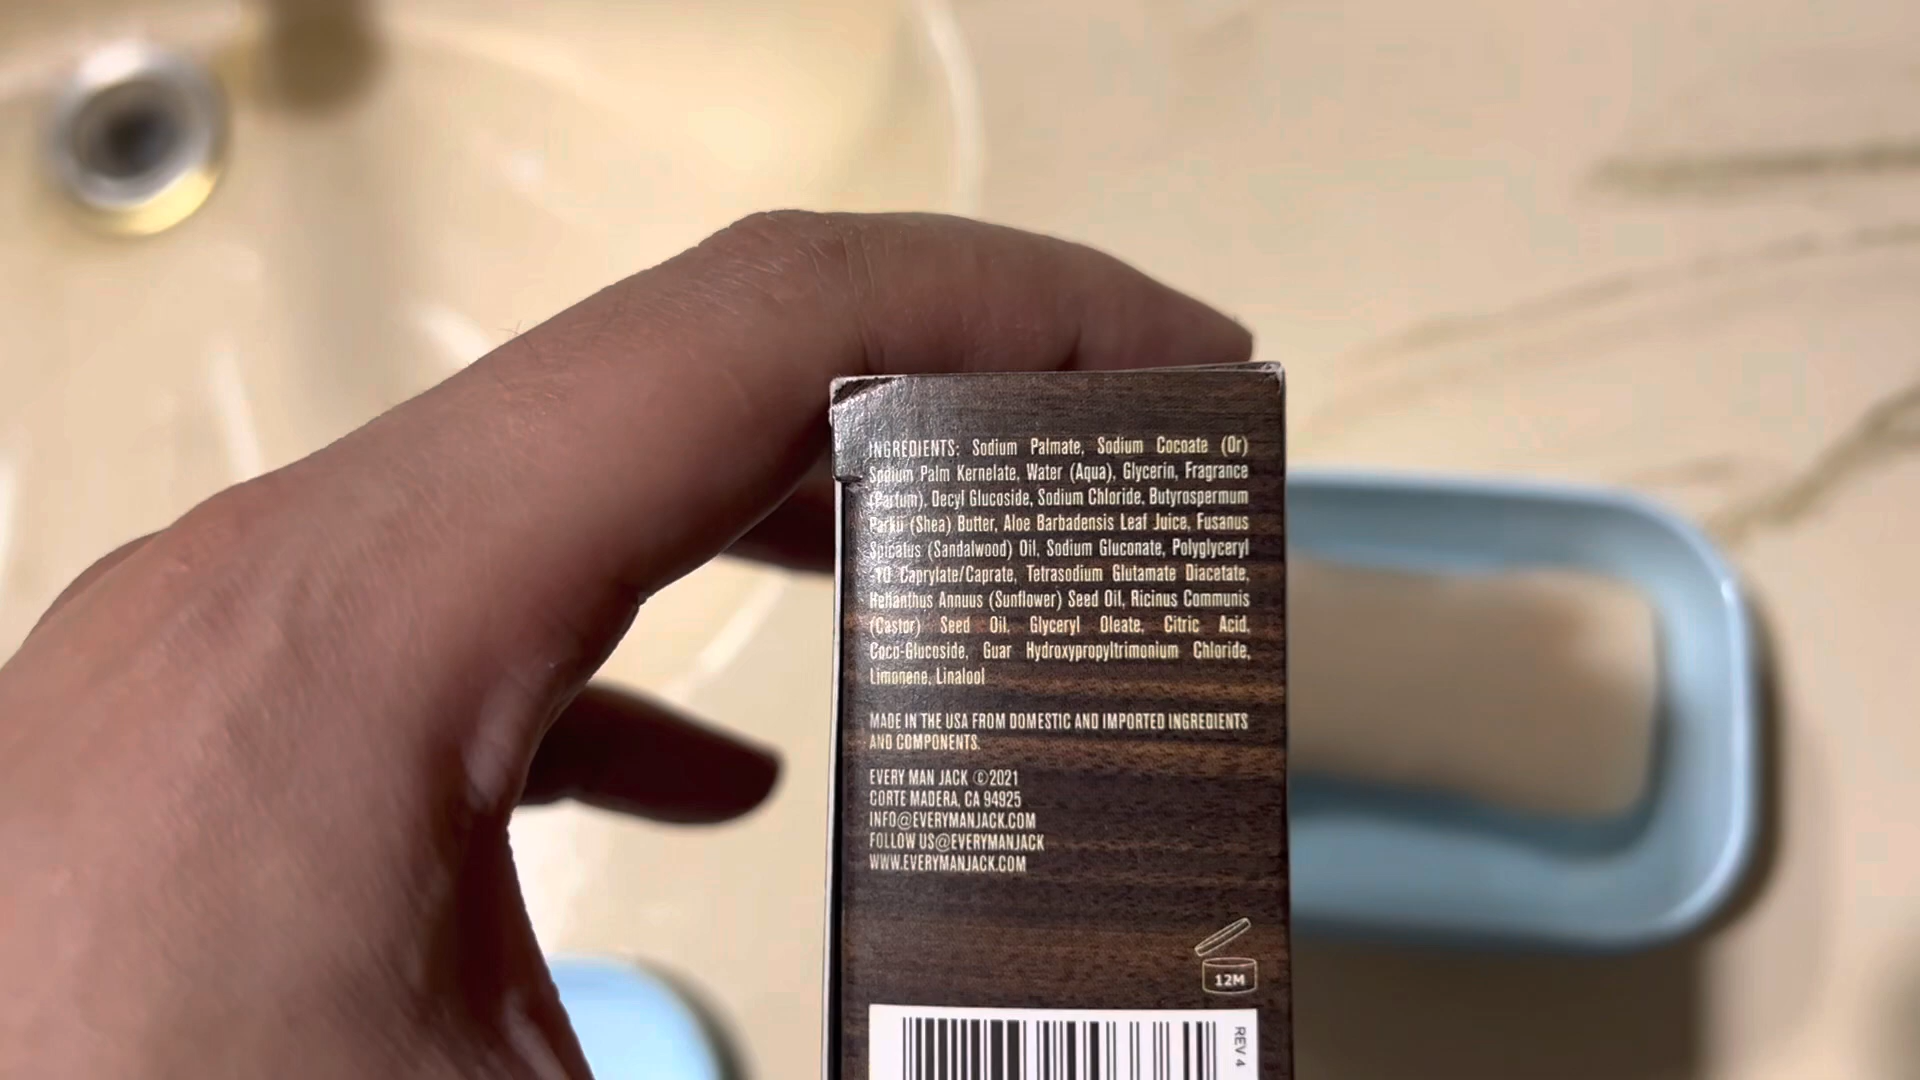 INGREDIENTS: Sodium Palmate, Sodium Cocoate (Or)
Sodium Palm Kernelate, Water (Aqua), Glycerin, Fragrance
(Parfum), Decyl Glucoside, Sodium Chloride, Butyrospermum
Parkii (Shea) Butter, Aloe Barbadensis Leaf Juice, Fusanus
Spicatus (Sandalwood) Oil, Sodium Gluconate, Polyglyceryl
-10 Caprylate/Caprate, Tetrasodium Glutamate Diacetate,
Helianthus Annuus (Sunflower) Seed Oil, Ricinus Communis
(Castor) Seed Oil, Glyceryl Oleate, Citric Acid,
Coco-Glucoside, Guar Hydroxypropyltrimonium Chloride,
Limonene, Linalool
MADE IN THE USA FROM DOMESTIC AND IMPORTED INGREDIENTS
AND COMPONENTS.
EVERY MAN JACK ©2021
CORTE MADERA, CA 94925
INFO@EVERYMANJACK.COM
FOLLOW US@EVERYMANJACK
WWW.EVERYMANJACK.COM
12M
REV 4